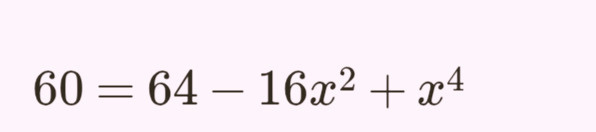 60 = 64 − 16x² + x⁴